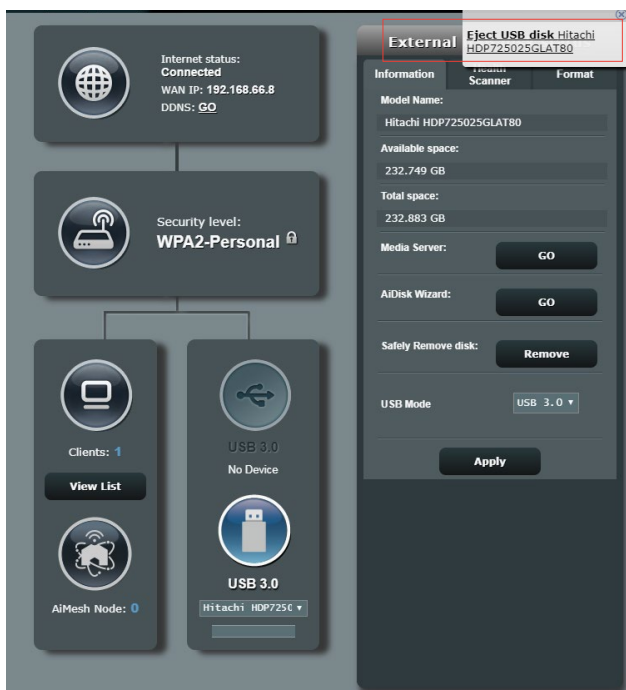 Internet status:
Connected
WAN IP: 192.168.66.8
DDNS: GO
Security level:
WPA2-Personal
Clients: 1
View List
AiMesh Node: 0
USB 3.0
No Device
USB 3.0
Hitachi HDP725C
External
Eject USB disk Hitachi
HDP725025GLAT80
Information
Health
Scanner
Format
Model Name:
Hitachi HDP725025GLAT80
Available space:
232.749 GB
Total space:
232.883 GB
Media Server:
GO
AiDisk Wizard:
GO
Safely Remove disk:
Remove
USB Mode
USB 3.0
Apply